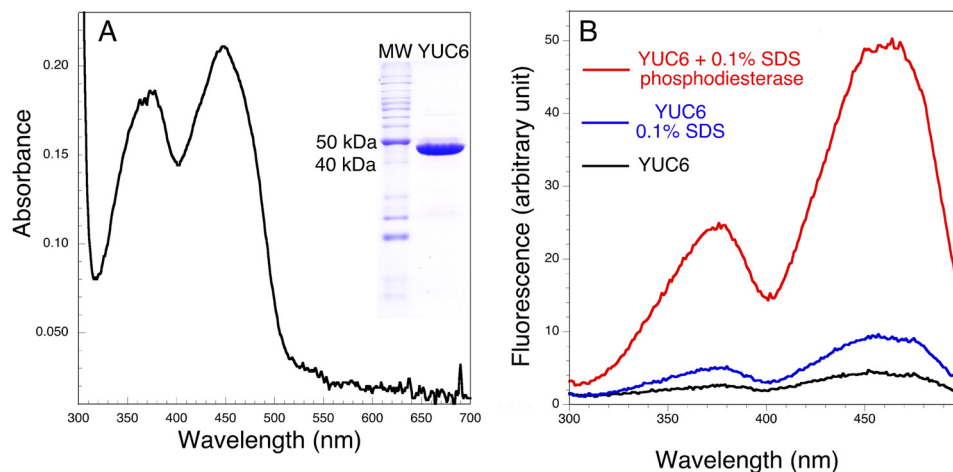 A
MW YUC6
50 kDa
40 kDa
0.20
0.15
0.10
0.050
Absorbance
300 350 400 450 500 550 600 650 700
Wavelength (nm)
B
YUC6 + 0.1% SDS
phosphodiesterase
YUC6
0.1% SDS
YUC6
50
40
30
20
10
0
Fluorescence (arbitrary unit)
300 350 400 450
Wavelength (nm)